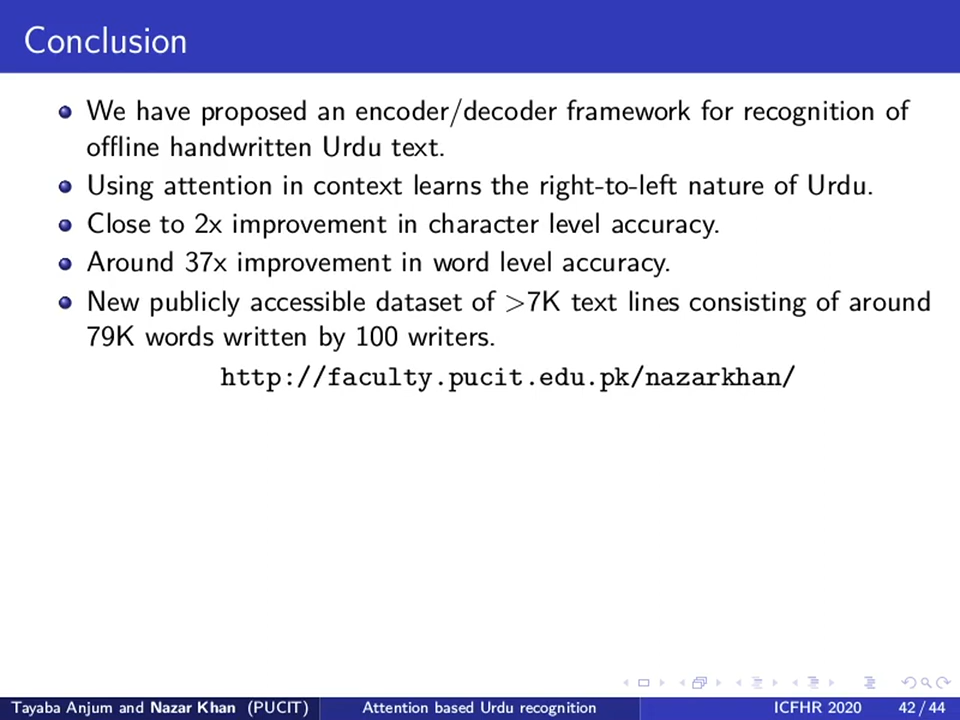 Conclusion
We have proposed an encoder/decoder framework for recognition of
offline handwritten Urdu text.
Using attention in context learns the right-to-left nature of Urdu.
Close to 2x improvement in character level accuracy.
Around 37x improvement in word level accuracy.
New publicly accessible dataset of >7K text lines consisting of around
79K words written by 100 writers.
http://faculty.pucit.edu.pk/nazarkhan/
Tayaba Anjum and Nazar Khan (PUCIT) Attention based Urdu recognition ICFHR 2020 42 / 44